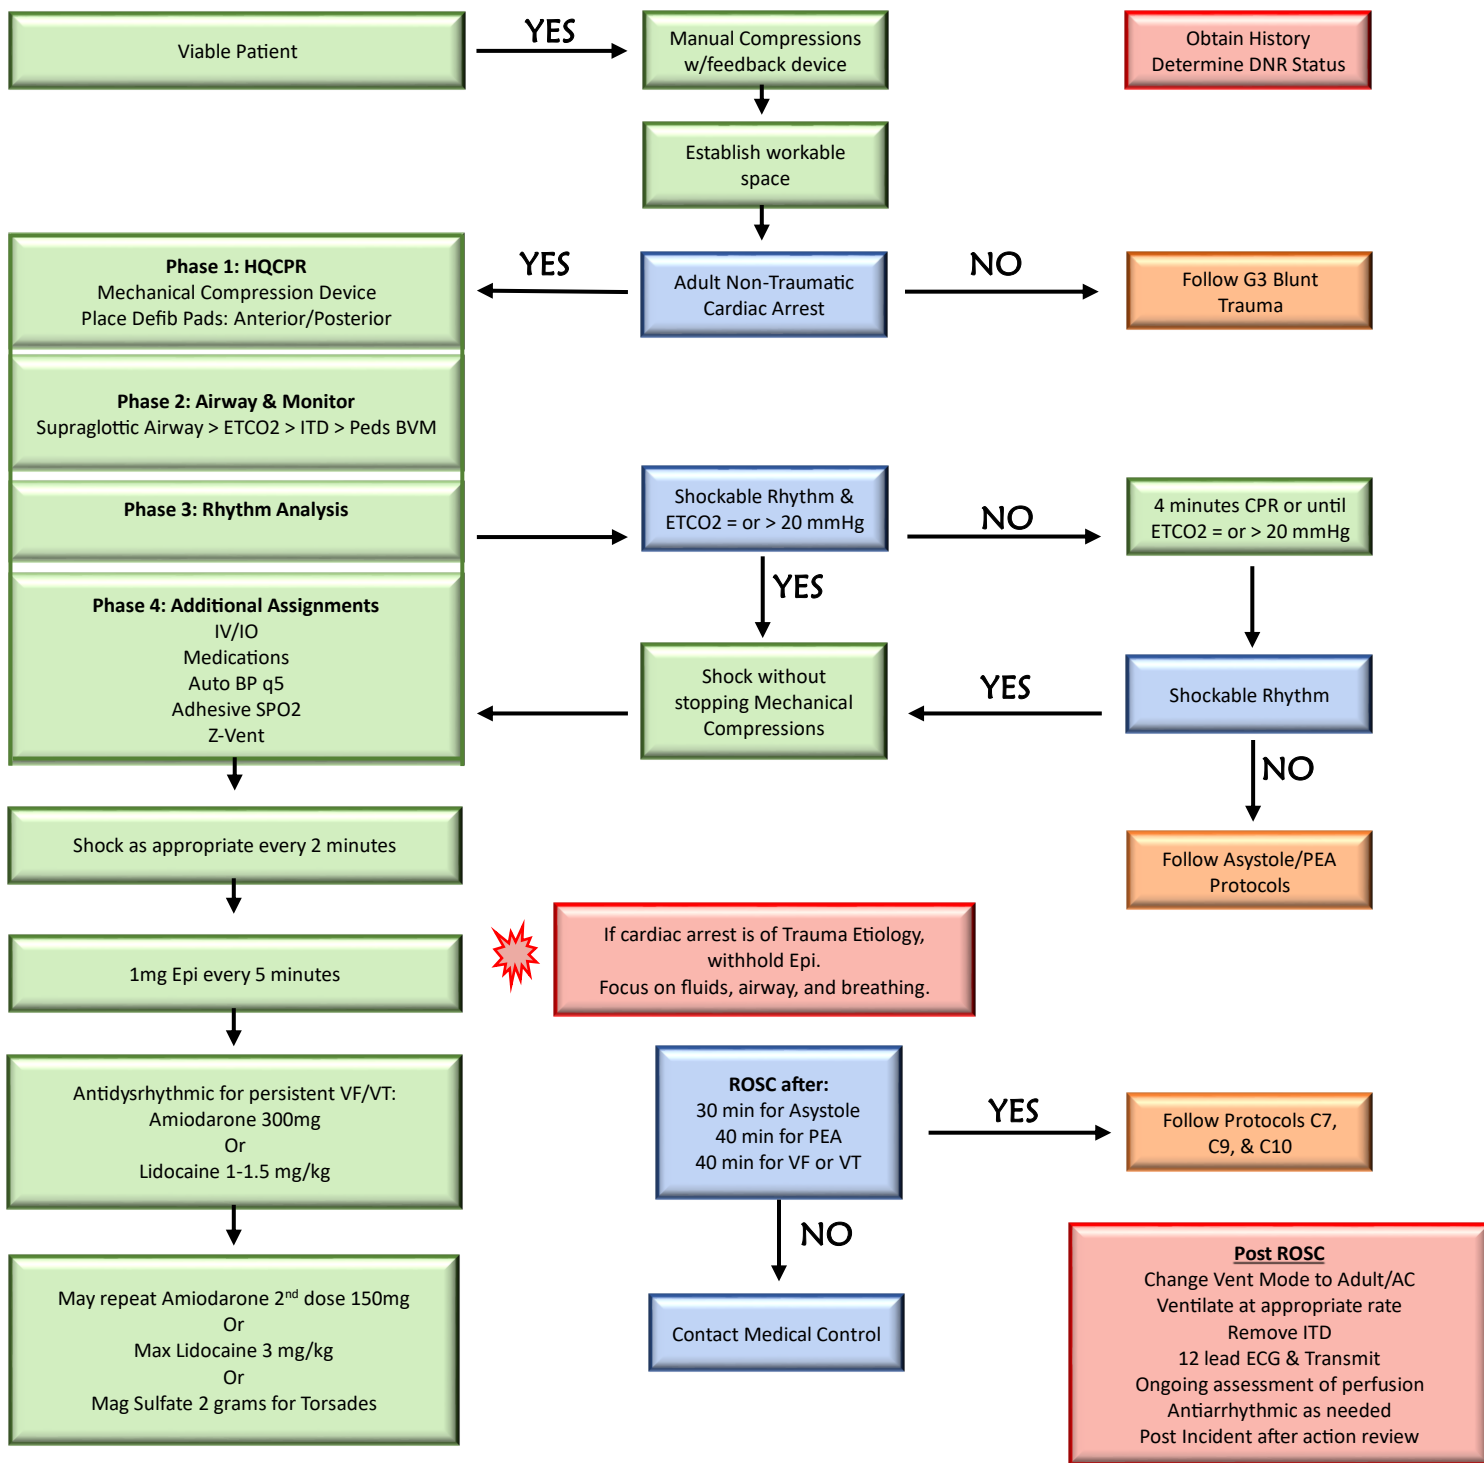 Viable Patient
YES
Manual Compressions
w/feedback device
Obtain History
Determine DNR Status
Establish workable
space
Phase 1: HQCPR
Mechanical Compression Device
Place Defib Pads: Anterior/Posterior
YES
Adult Non-Traumatic
Cardiac Arrest
NO
Follow G3 Blunt
Trauma
Phase 2: Airway & Monitor
Supraglottic Airway > ETCO2 > ITD > Peds BVM
Phase 3: Rhythm Analysis
Shockable Rhythm &
ETCO2 = or > 20 mmHg
NO
4 minutes CPR or until
ETCO2 = or > 20 mmHg
YES
Phase 4: Additional Assignments
IV/IO
Medications
Auto BP q5
Adhesive SPO2
Z-Vent
Shock without
stopping Mechanical
Compressions
YES
Shockable Rhythm
NO
Shock as appropriate every 2 minutes
Follow Asystole/PEA
Protocols
1mg Epi every 5 minutes
If cardiac arrest is of Trauma Etiology,
withhold Epi.
Focus on fluids, airway, and breathing.
Antidysrhythmic for persistent VF/VT:
Amiodarone 300mg
Or
Lidocaine 1-1.5 mg/kg
ROSC after:
30 min for Asystole
40 min for PEA
40 min for VF or VT
YES
Follow Protocols C7,
C9, & C10
NO
May repeat Amiodarone 2nd dose 150mg
Or
Max Lidocaine 3 mg/kg
Or
Mag Sulfate 2 grams for Torsades
Contact Medical Control
Post ROSC
Change Vent Mode to Adult/AC
Ventilate at appropriate rate
Remove ITD
12 lead ECG & Transmit
Ongoing assessment of perfusion
Antiarrhythmic as needed
Post Incident after action review